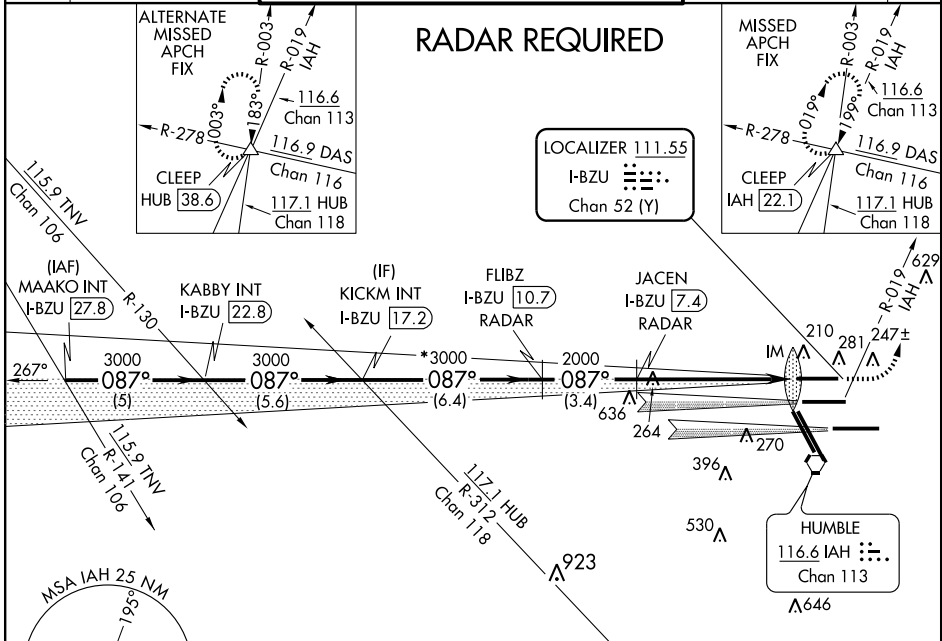 RADAR REQUIRED
ALTERNATE
MISSED
APCH
FIX
R-003
R-019
IAH
116.6
Chan 113
003°
183°
R-278
116.9 DAS
Chan 116
CLEEP
HUB 38.6
117.1 HUB
Chan 118
MISSED
APCH
FIX
R-003
R-019
IAH
116.6
Chan 113
019°
199°
R-278
116.9 DAS
Chan 116
CLEEP
IAH 22.1
117.1 HUB
Chan 118
LOCALIZER 111.55
I-BZU
Chan 52 (Y)
115.9 TNV
Chan 106
R-130
(IAF)
MAAKO INT
I-BZU 27.8
KABBY INT
I-BZU 22.8
(IF)
KICKM INT
I-BZU 17.2
FLIBZ
I-BZU 10.7
RADAR
JACEN
I-BZU 7.4
RADAR
R-019
IAH
629
210
281
247±
IM
267°
3000
087°
(5)
3000
087°
(5.6)
*3000
087°
(6.4)
2000
087°
(3.4)
636
264
270
396
530
923
646
115.9 TNV
R-141
Chan 106
117.1 HUB
R-312
Chan 118
HUMBLE
116.6 IAH
Chan 113
MSA IAH 25 NM
195°